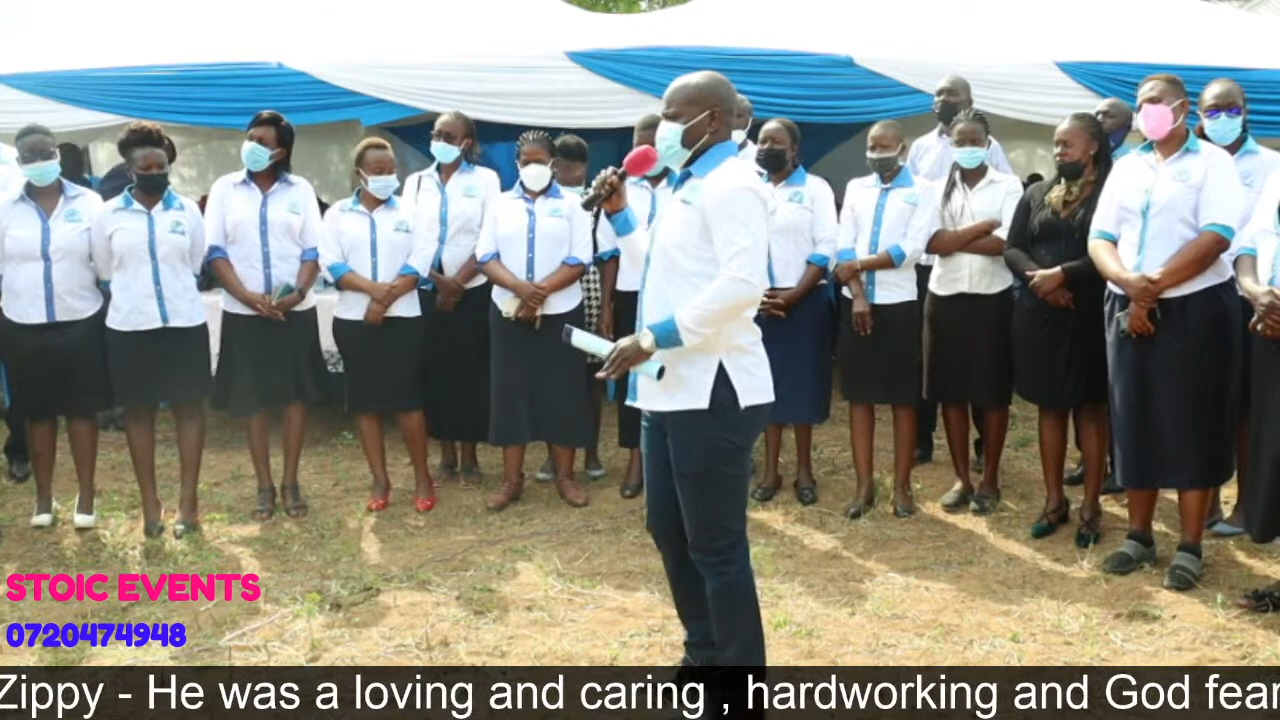 STOIC EVENTS
0720474948
Zippy - He was a loving and caring , hardworking and God fear